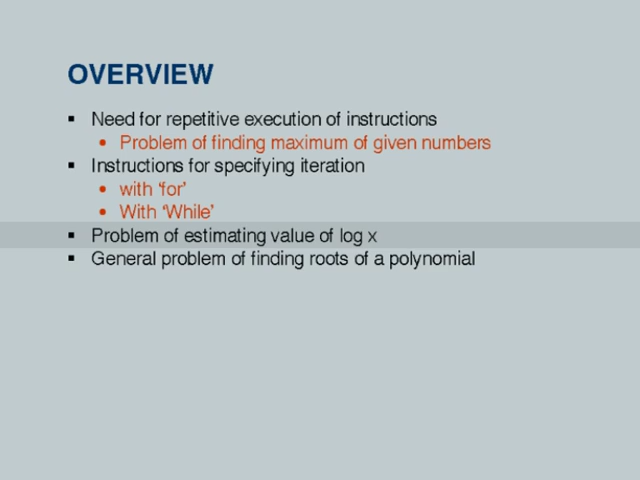 OVERVIEW
▪ Need for repetitive execution of instructions
• Problem of finding maximum of given numbers
▪ Instructions for specifying iteration
• with ‘for’
• With ‘While’
▪ Problem of estimating value of log x
▪ General problem of finding roots of a polynomial